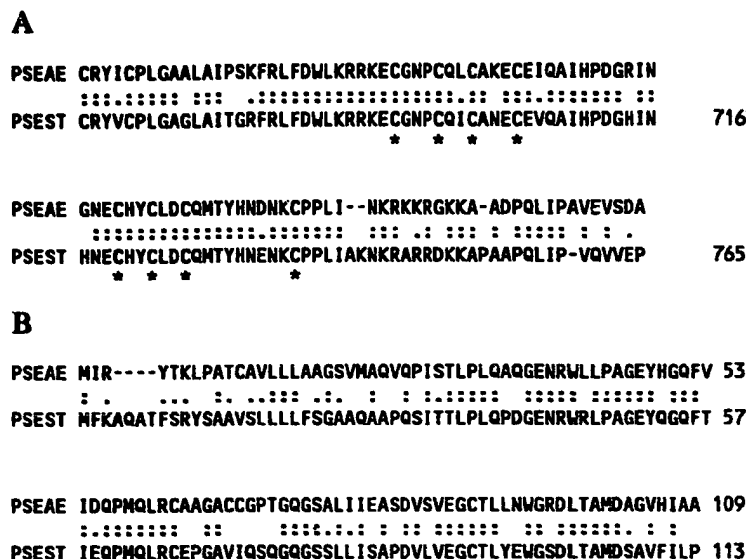 A
PSEAE CRYICPLGAALAIPSKFRLFDWLKRRKECGNPCQLCAKECEIQAIHPDGRIN
:::.:::::: ::: .:::::::::::::::::::.:::.:::.:::::::::: ::
PSEST CRYVCPLGAGLAITGRFRLFDWLKRRKECGNPCQICANECEVQAIHPDGHIN 716
* * * *
PSEAE GNECHYCLDCQMTYHNDNKCPPLI--NKRKKRGKKA-ADPQLIPAVEVSDA
::::::::::::::::.::::::: ::: .: ::: : :::::: : : .
PSEST HNECHYCLDCQMTYHNENKCPPLIAKNKRARRDKKAPAAPQLIP-VQVVEP 765
* * * *
B
PSEAE MIR----YTKLPATCAVLLLAAGSVMAQVQPISTLPLQAQGENRWLLPAGEYHGQFV 53
: . .. :. ..::: :. : : :.::::: :::::: :::::: ::::
PSEST MFKAQATFSRYSAAVSLLLLFSGAAQAAPQSITTLPLQPDGENRWRLPAGEYQGQFT 57
PSEAE IDQPMQLRCAAGACCGPTGQGSALIIEASDVSVEGCTLLNWGRDLTAMDAGVHIAA 109
:.::::::: :: ::::.:.: : :: :::::: :: ::::::: : :
PSEST IEQPMQLRCEPGAVIQSQGQGSSLLISAPDVLVEGCTLYEWGSDLTAMDSAVFILP 113